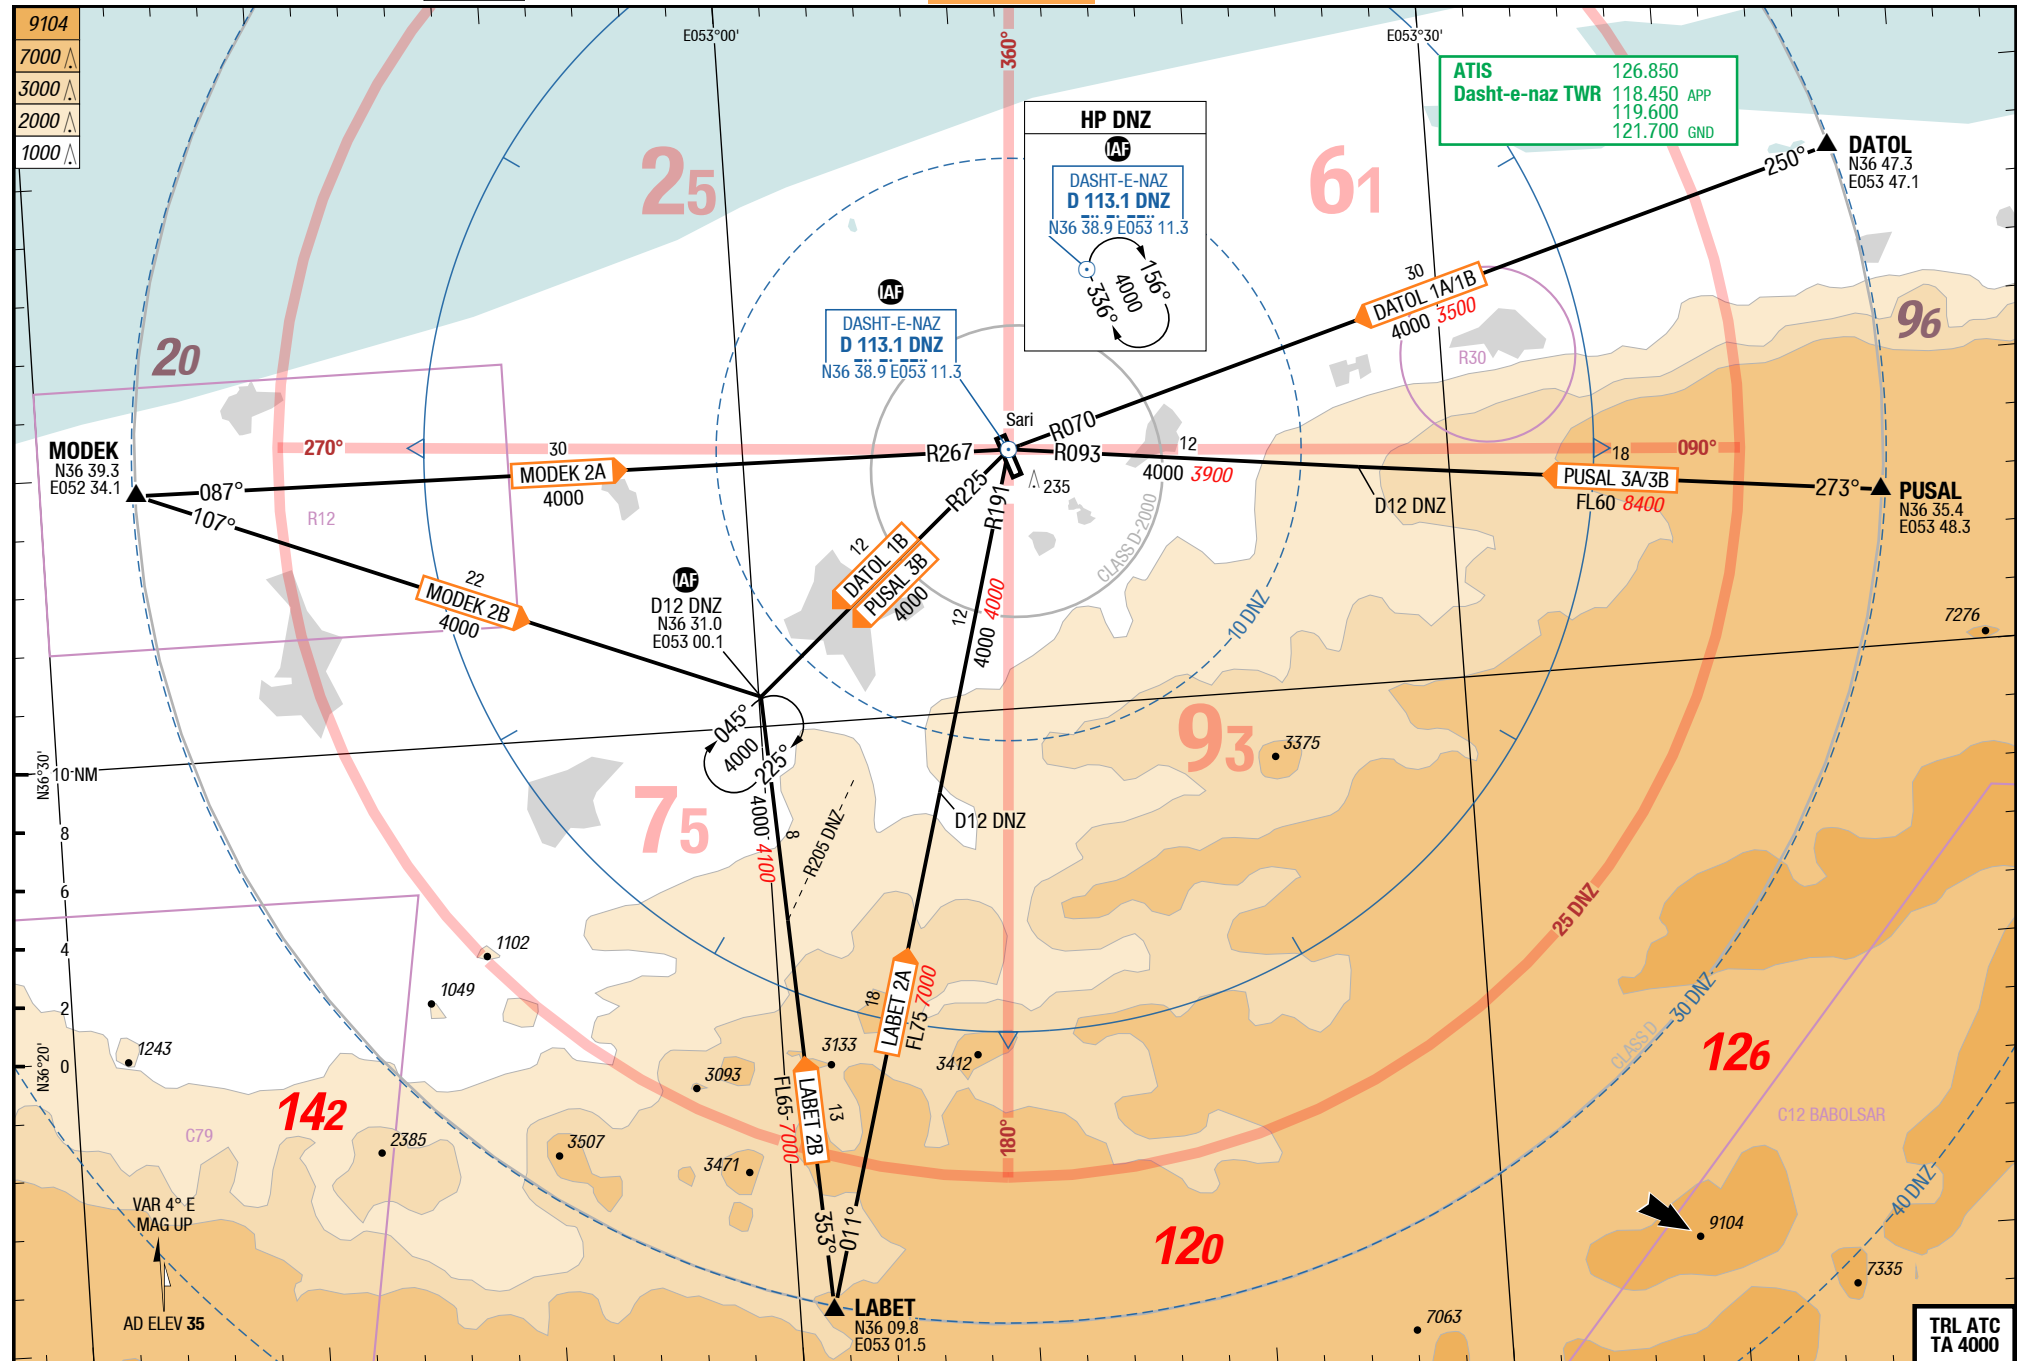 9104
7000
3000
2000
1000
E053°00'
360°
E053°30'
ATIS 126.850
Dasht-e-naz TWR 118.450 APP
119.600
121.700 GND
HP DNZ
IAF
DASHT-E-NAZ
D 113.1 DNZ
N36 38.9 E053 11.3
156°
4000
336°
25
61
DATOL
N36 47.3
E053 47.1
250°
30
DATOL 1A/1B
4000 3500
R30
96
20
IAF
DASHT-E-NAZ
D 113.1 DNZ
N36 38.9 E053 11.3
Sari
R070
MODEK
N36 39.3
E052 34.1
270°
30
MODEK 2A
4000
087°
107°
R12
R267
R093
12
4000 3900
235
CLASS D-2000
D12 DNZ
18
PUSAL 3A/3B
FL60 8400
090°
273°
PUSAL
N36 35.4
E053 48.3
R225
R191
12
DATOL 1B
PUSAL 3B
4000
22
MODEK 2B
4000
IAF
D12 DNZ
N36 31.0
E053 00.1
12
4000 4000
10 DNZ
7276
045°
4000
225°
93
3375
N36°30'
10 NM
8
6
4
2
0
N36°20'
75
4000 4100
8
R205 DNZ
D12 DNZ
25 DNZ
1102
1049
1243
18
LABET 2A
FL75 7000
3133
3093
3412
30 DNZ
CLASS D
126
C12 BABOLSAR
142
C79
2385
3507
3471
FL65 7000
LABET 2B
13
180°
40 DNZ
VAR 4° E
MAG UP
AD ELEV 35
353°
011°
120
9104
7335
7063
LABET
N36 09.8
E053 01.5
TRL ATC
TA 4000